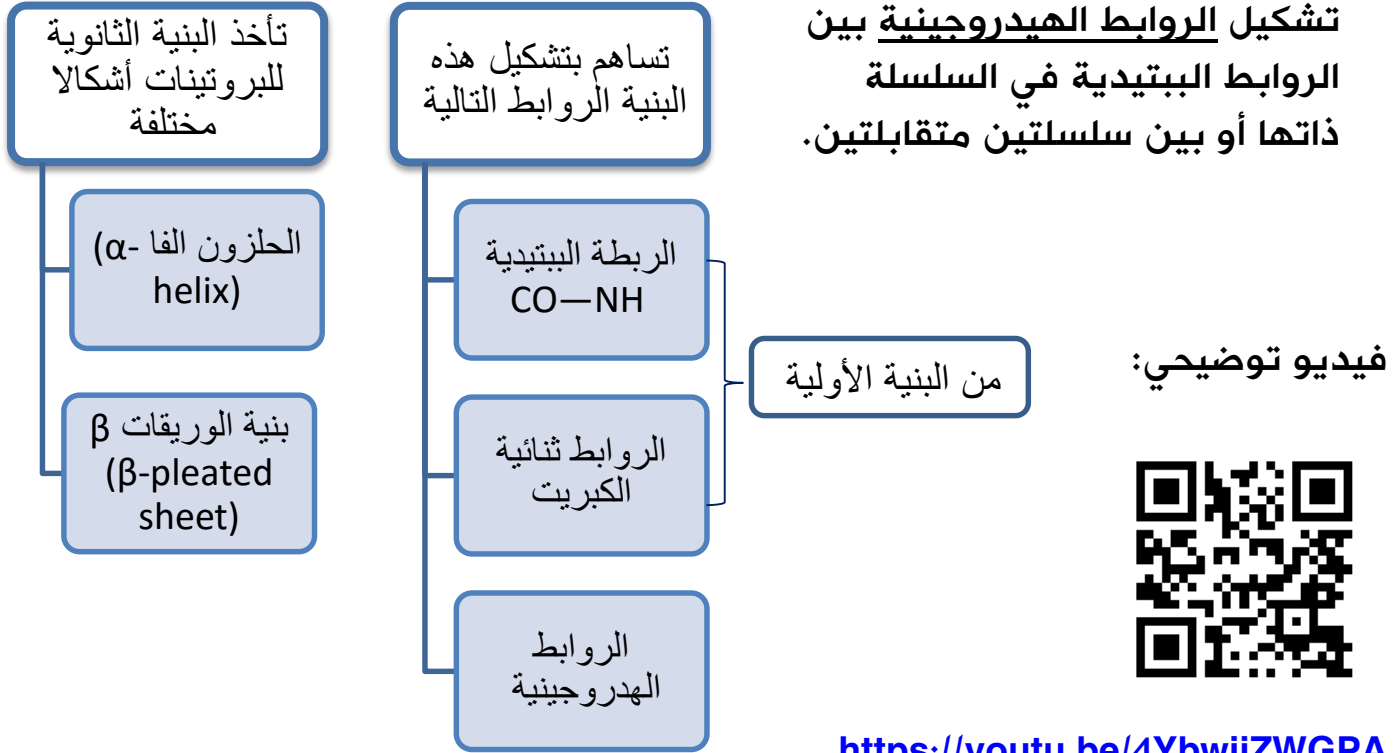 تشكيل الروابط الهيدروجينية بين
الروابط الببتيدية في السلسلة
ذاتها أو بين سلسلتين متقابلتين.
تساهم بتشكيل هذه
البنية الروابط التالية
الربطة الببتيدية
CO—NH
الروابط ثنائية
الكبريت
الروابط
الهدروجينية
من البنية الأولية
تأخذ البنية الثانوية
للبروتينات أشكالا
مختلفة
الحلزون الفا (α-
helix)
بنية الوريقات β
(β-pleated
sheet)
فيديو توضيحي: